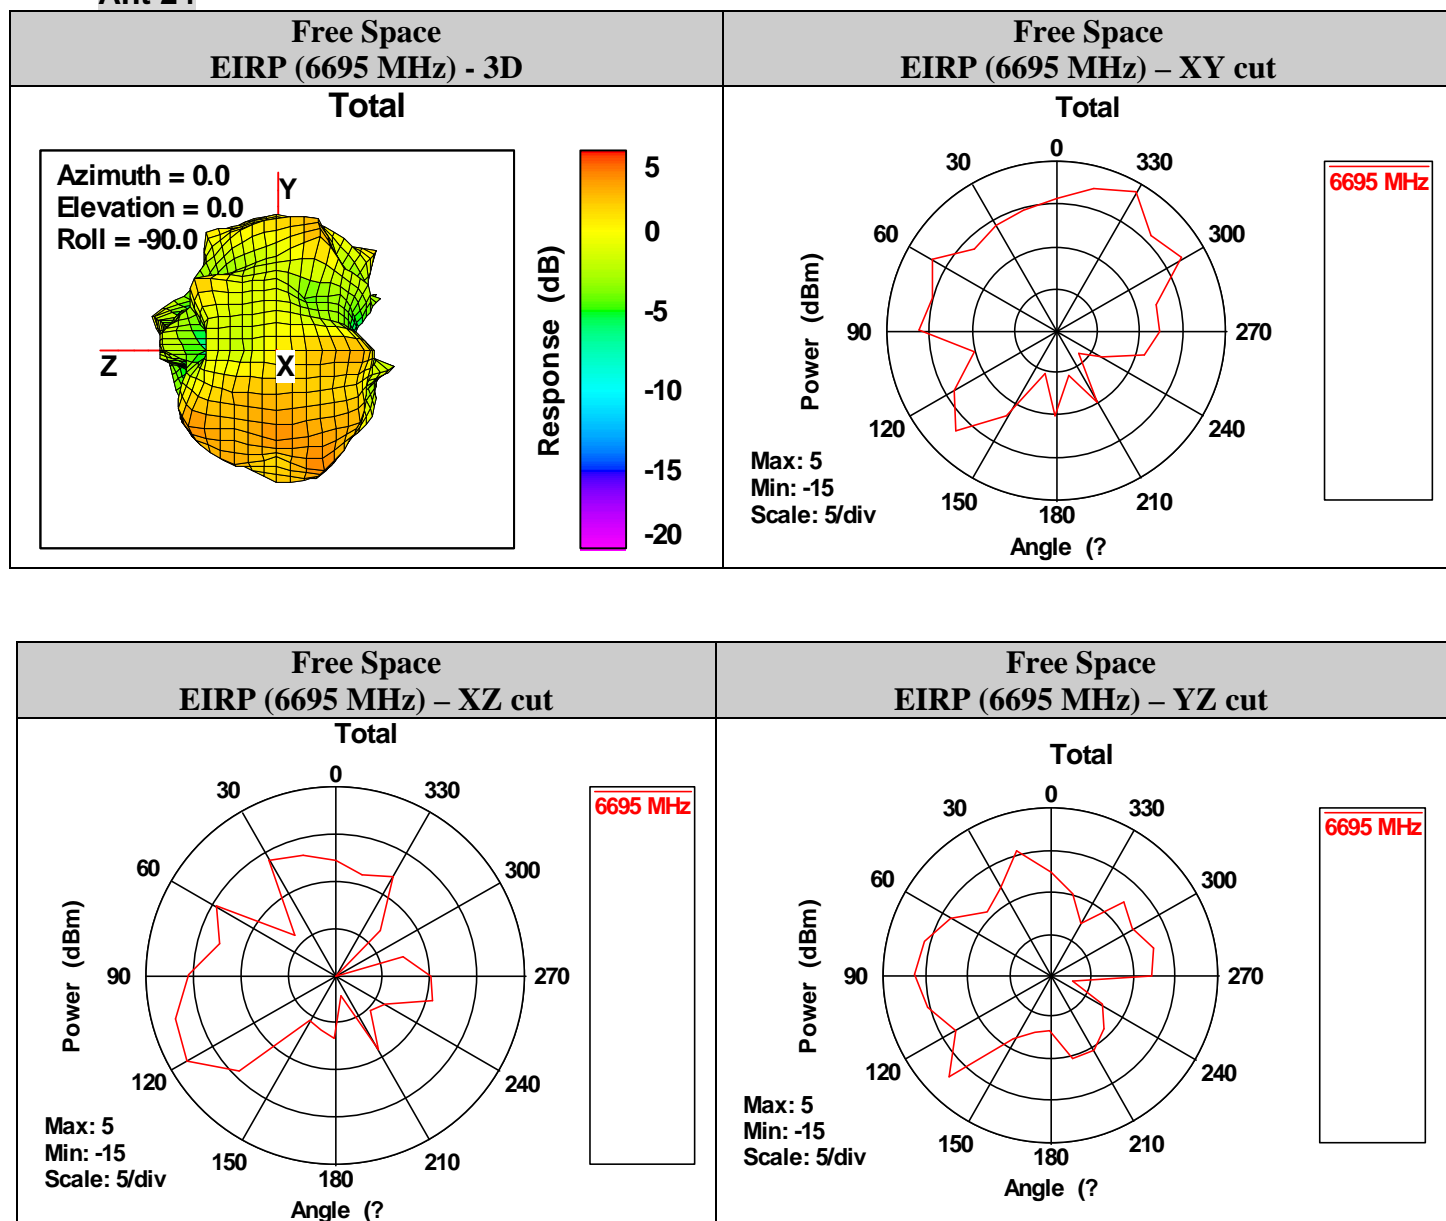 Free Space
EIRP (6695 MHz) - 3D
Total
Azimuth = 0.0
Elevation = 0.0
Roll = -90.0
Y
Z
X
Response (dB)
5
0
-5
-10
-15
-20
Free Space
EIRP (6695 MHz) – XY cut
Total
0
30
330
60
300
90
270
120
240
150
210
180
Power (dBm)
Max: 5
Min: -15
Scale: 5/div
Angle (?
6695 MHz
Free Space
EIRP (6695 MHz) – XZ cut
Total
0
30
330
60
300
90
270
120
240
150
210
180
Power (dBm)
Max: 5
Min: -15
Scale: 5/div
Angle (?
6695 MHz
Free Space
EIRP (6695 MHz) – YZ cut
Total
0
30
330
60
300
90
270
120
240
150
210
180
Power (dBm)
Max: 5
Min: -15
Scale: 5/div
Angle (?
6695 MHz